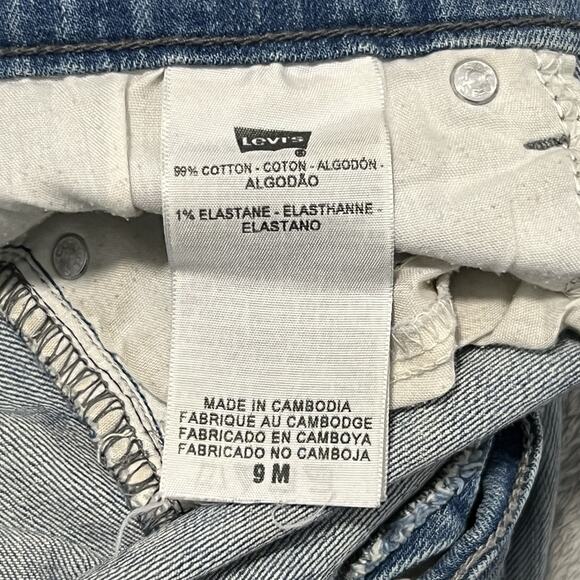 Levi's
®
99% COTTON - COTON - ALGODÓN -
ALGODÃO
1% ELASTANE - ELASTHANNE -
ELASTANO
MADE IN CAMBODIA
FABRIQUÉ AU CAMBODGE
FABRICADO EN CAMBOYA
FABRICADO NO CAMBOJA
9 M